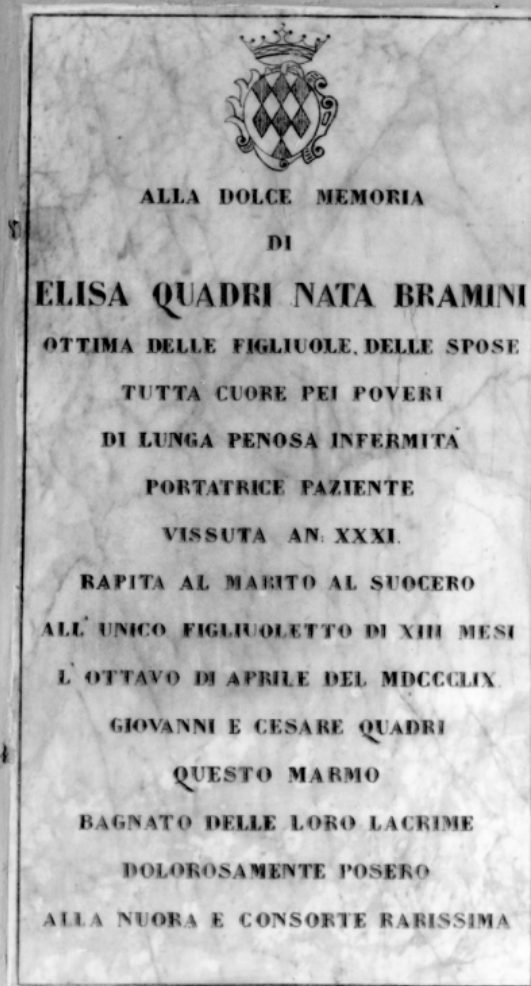 ALLA DOLCE MEMORIA
DI
ELISA QUADRI NATA BRAMINI
OTTIMA DELLE FIGLIUOLE, DELLE SPOSE
TUTTA CUORE PEI POVERI
DI LUNGA PENOSA INFERMITA'
PORTATRICE PAZIENTE
VISSUTA AN: XXXI.
RAPITA AL MARITO AL SUOCERO
ALL' UNICO FIGLIUOLETTO DI XIII MESI
L' OTTAVO DI APRILE DEL MDCCCLIX.
GIOVANNI E CESARE QUADRI
QUESTO MARMO
BAGNATO DELLE LORO LACRIME
DOLOROSAMENTE POSERO
ALLA NUORA E CONSORTE RARISSIMA